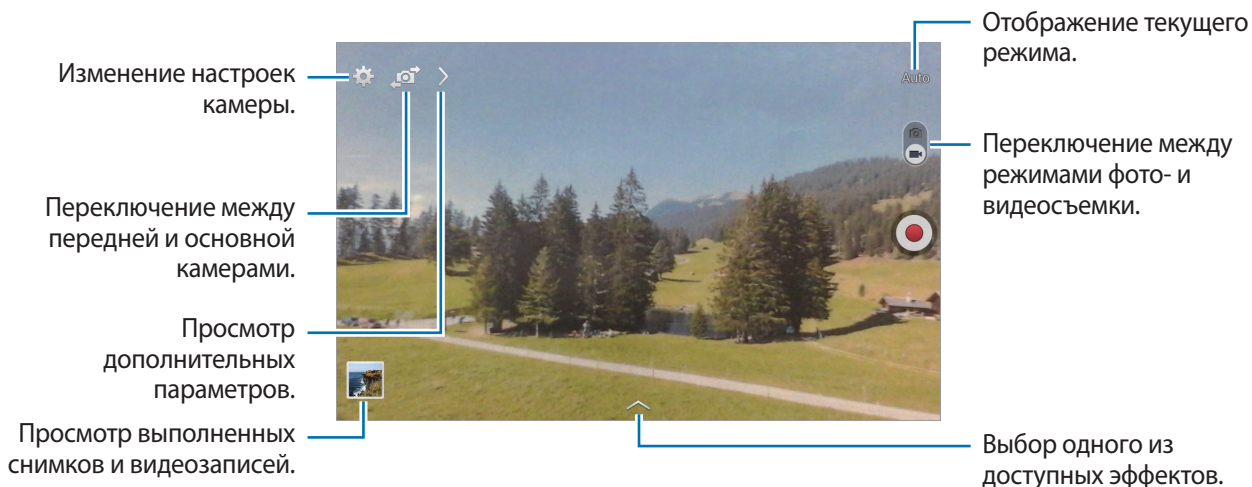 Изменение настроек
камеры.
Переключение между
передней и основной
камерами.
Просмотр
дополнительных
параметров.
Просмотр выполненных
снимков и видеозаписей.
Auto
Отображение текущего
режима.
Переключение между
режимами фото- и
видеосъемки.
Выбор одного из
доступных эффектов.